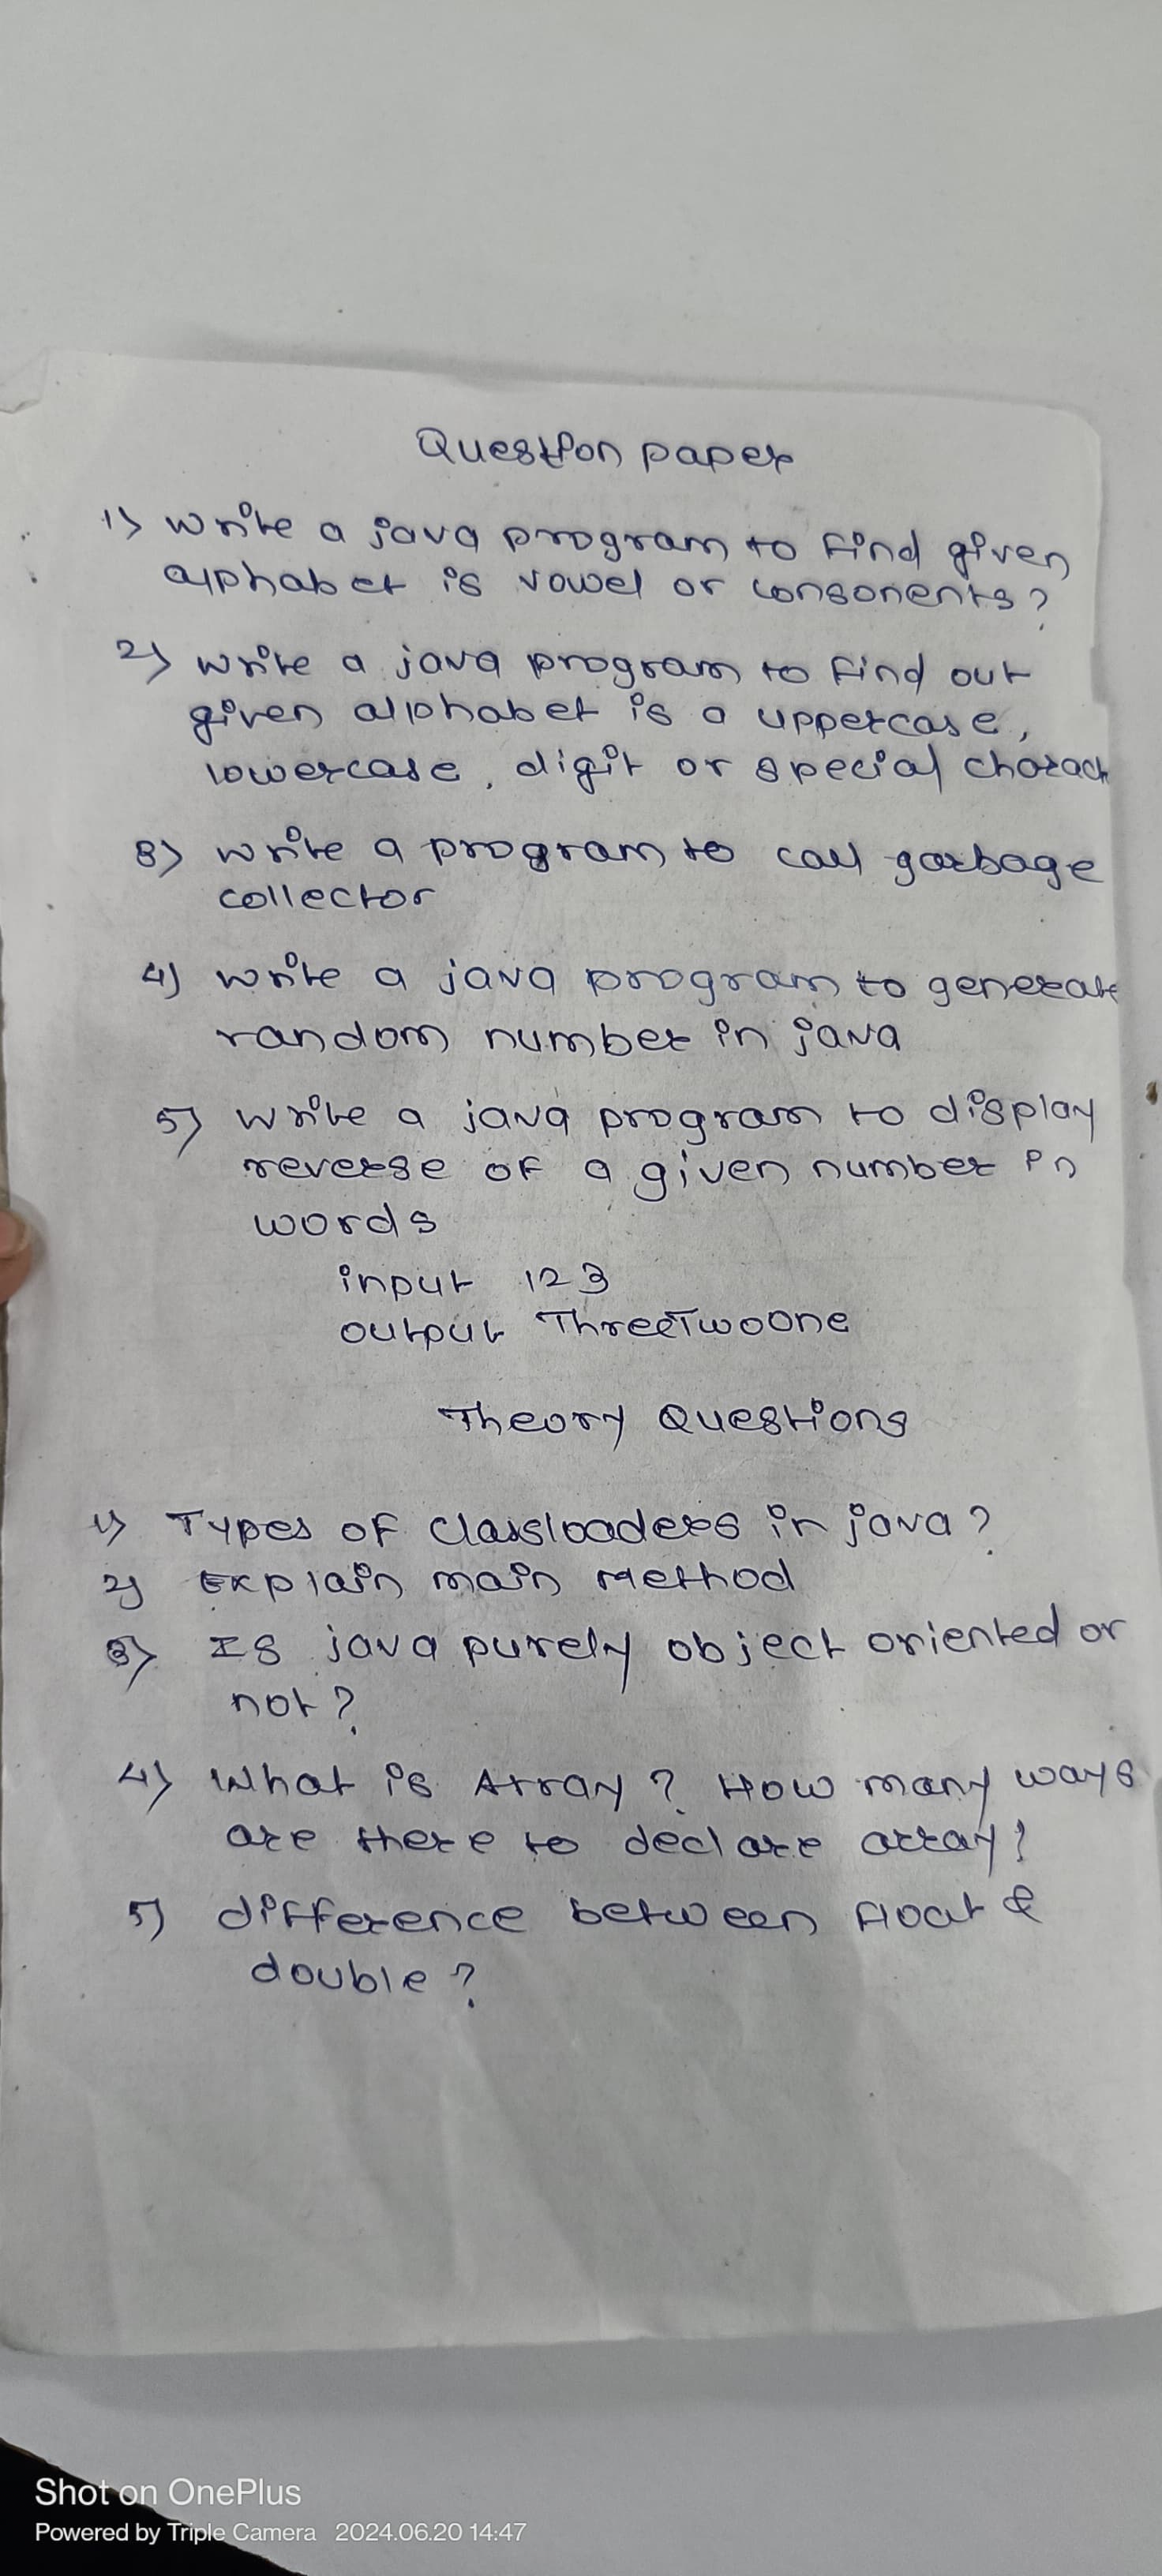 Question paper
1) write a java program to find given
alphabet is vowel or consonents?
2) write a java program to find out
given alphabet is a uppercase,
lowercase, digit or special charach
3) write a program to call garbage
collector
4) write a java program to generate
random number in java
5) write a java program to display
reverse of a given number in
words
input 123
output ThreeTwoOne
Theory Questions
1) Types of Classloaders in java?
2) Explain main method
3) Is java purely object oriented or
not?
4) What is Array? How many ways
are there to declare array?
5) difference between float &
double?
Shot on OnePlus
Powered by Triple Camera 2024.06.20 14:47